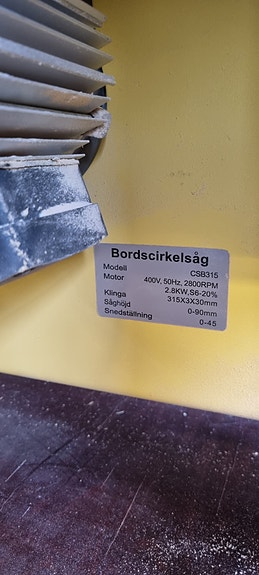 Bordscirkelsåg
Modell CSB315
Motor 400V, 50Hz, 2800RPM
2.8KW, S6-20%
Klinga 315X3X30mm
Såghöjd 0-90mm
Snedställning 0-45